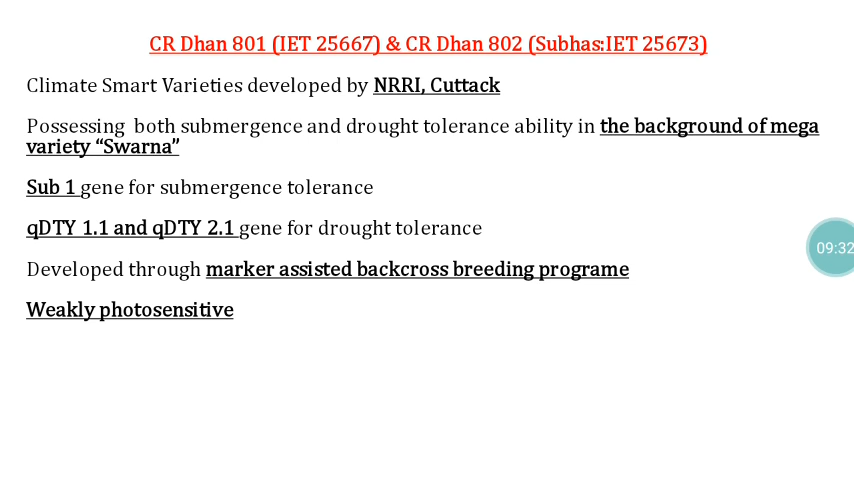 CR Dhan 801 (IET 25667) & CR Dhan 802 (Subhas:IET 25673)
Climate Smart Varieties developed by NRRI, Cuttack
Possessing  both submergence and drought tolerance ability in the background of mega
variety “Swarna”
Sub 1 gene for submergence tolerance
qDTY 1.1 and qDTY 2.1 gene for drought tolerance
09:32
Developed through marker assisted backcross breeding programe
Weakly photosensitive